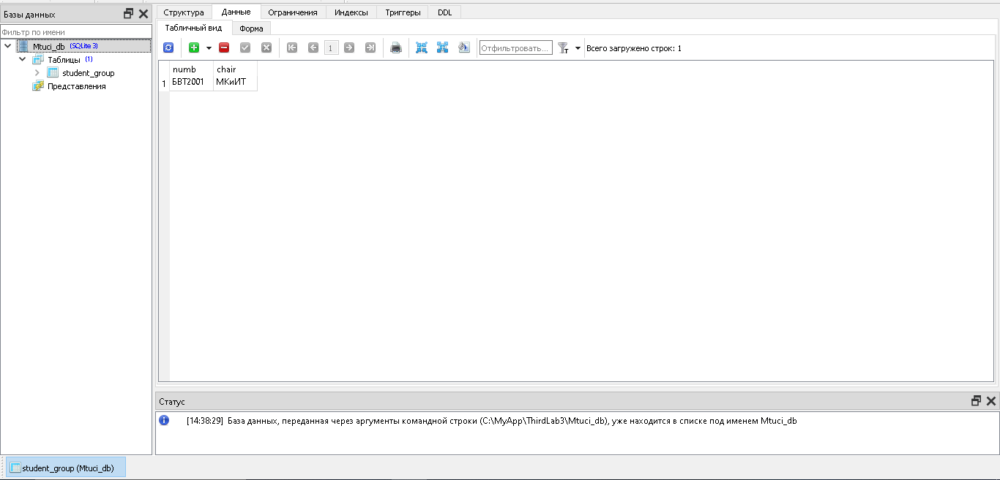 Базы данных
Фильтр по имени
Mtuci_db (SQLite 3)
Таблицы (1)
student_group
Представления
Структура Данные Ограничения Индексы Триггеры DDL
Табличный вид Форма
1 Отфильтровать... T Всего загружено строк: 1
numb chair
1 БВТ2001 МКиИТ
Статус
[14:38:29] База данных, переданная через аргументы командной строки (C:\MyApp\ThirdLab3\Mtuci_db), уже находится в списке под именем Mtuci_db
student_group (Mtuci_db)